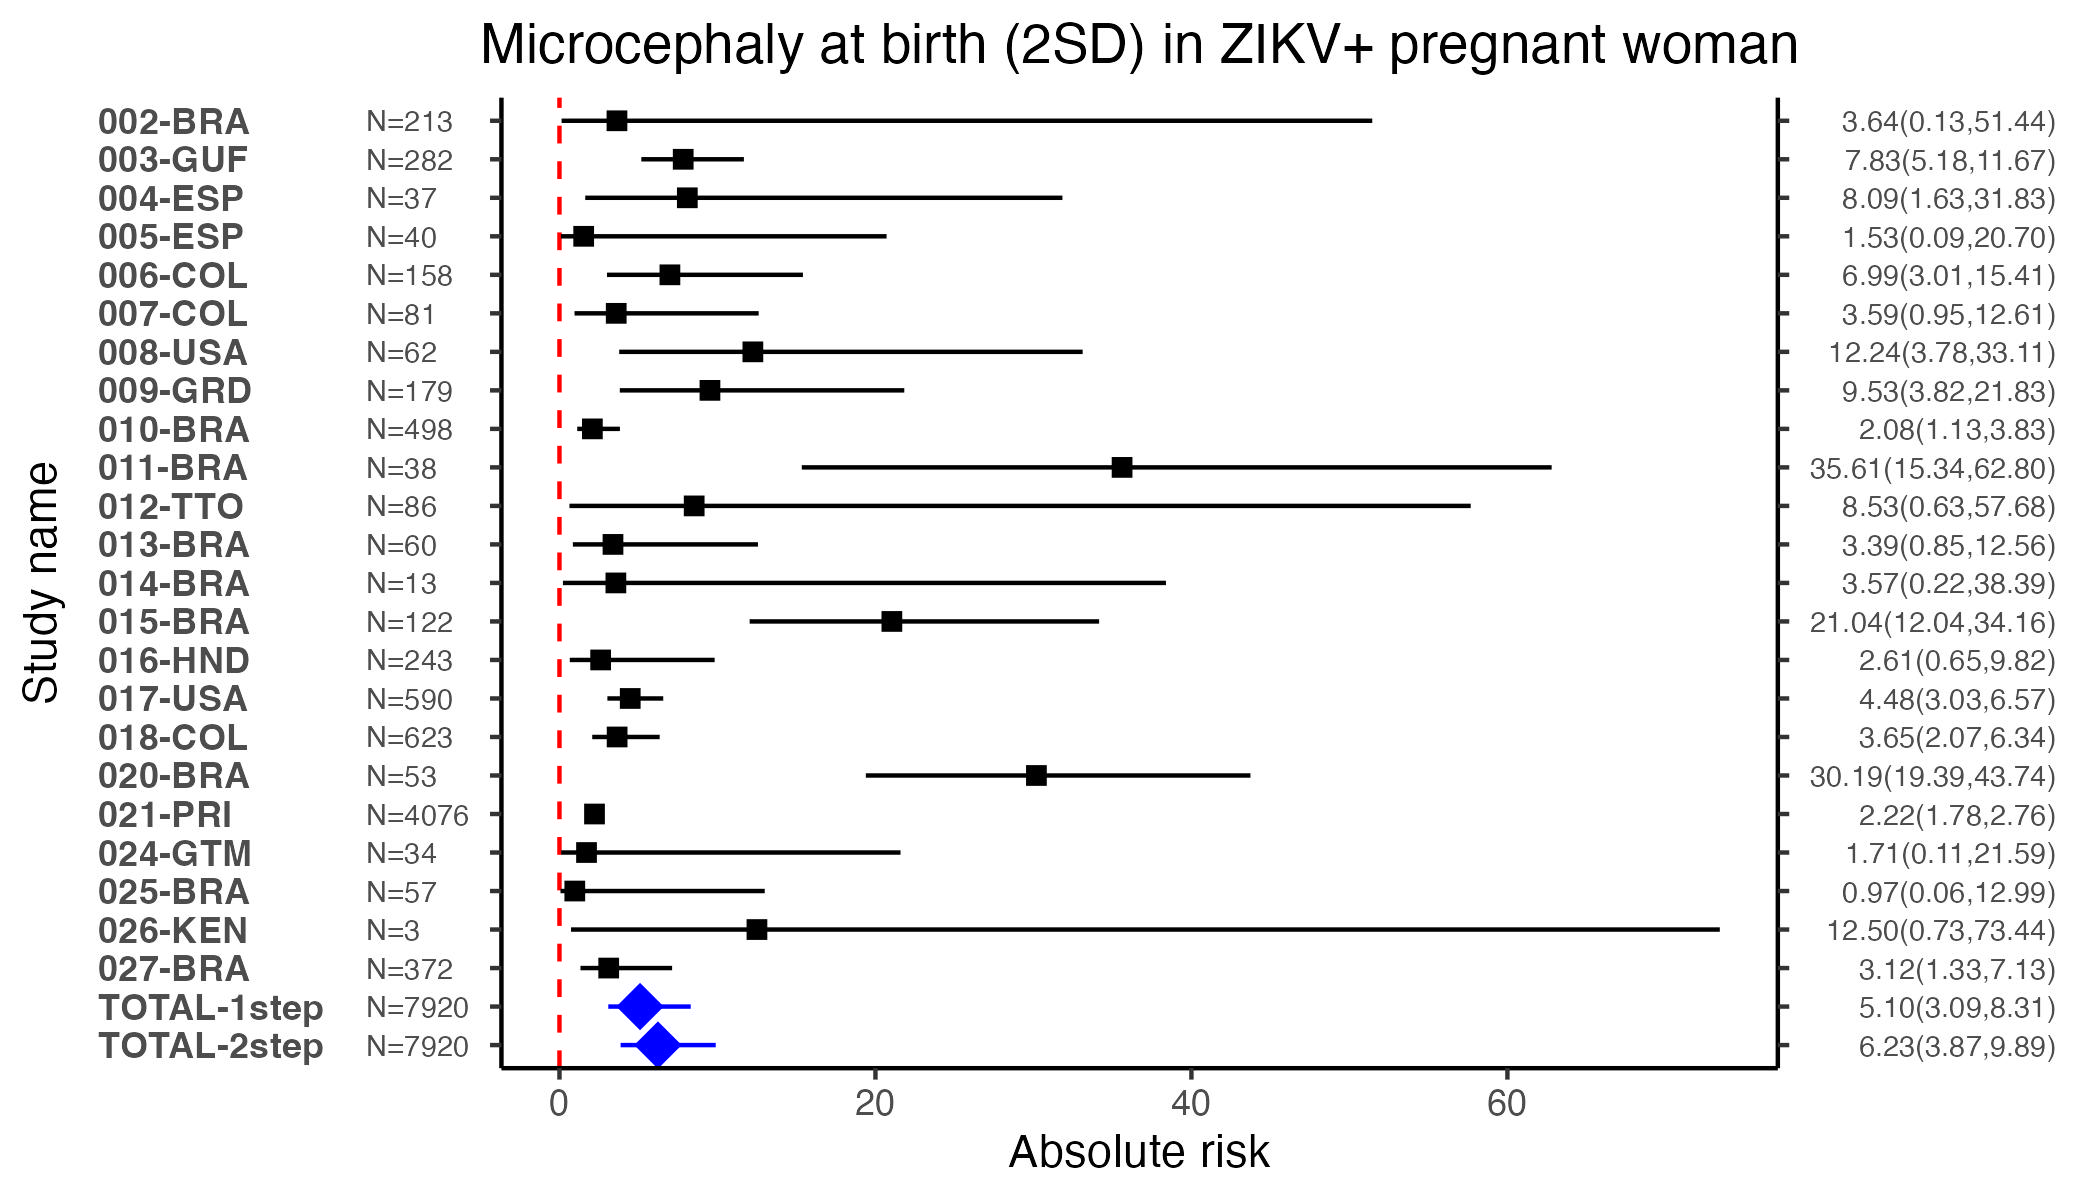 Microcephaly at birth (2SD) in ZIKV+ pregnant woman
Study name
002-BRA N=213 3.64(0.13,51.44)
003-GUF N=282 7.83(5.18,11.67)
004-ESP N=37 8.09(1.63,31.83)
005-ESP N=40 1.53(0.09,20.70)
006-COL N=158 6.99(3.01,15.41)
007-COL N=81 3.59(0.95,12.61)
008-USA N=62 12.24(3.78,33.11)
009-GRD N=179 9.53(3.82,21.83)
010-BRA N=498 2.08(1.13,3.83)
011-BRA N=38 35.61(15.34,62.80)
012-TTO N=86 8.53(0.63,57.68)
013-BRA N=60 3.39(0.85,12.56)
014-BRA N=13 3.57(0.22,38.39)
015-BRA N=122 21.04(12.04,34.16)
016-HND N=243 2.61(0.65,9.82)
017-USA N=590 4.48(3.03,6.57)
018-COL N=623 3.65(2.07,6.34)
020-BRA N=53 30.19(19.39,43.74)
021-PRI N=4076 2.22(1.78,2.76)
024-GTM N=34 1.71(0.11,21.59)
025-BRA N=57 0.97(0.06,12.99)
026-KEN N=3 12.50(0.73,73.44)
027-BRA N=372 3.12(1.33,7.13)
TOTAL-1step N=7920 5.10(3.09,8.31)
TOTAL-2step N=7920 6.23(3.87,9.89)
0 20 40 60
Absolute risk